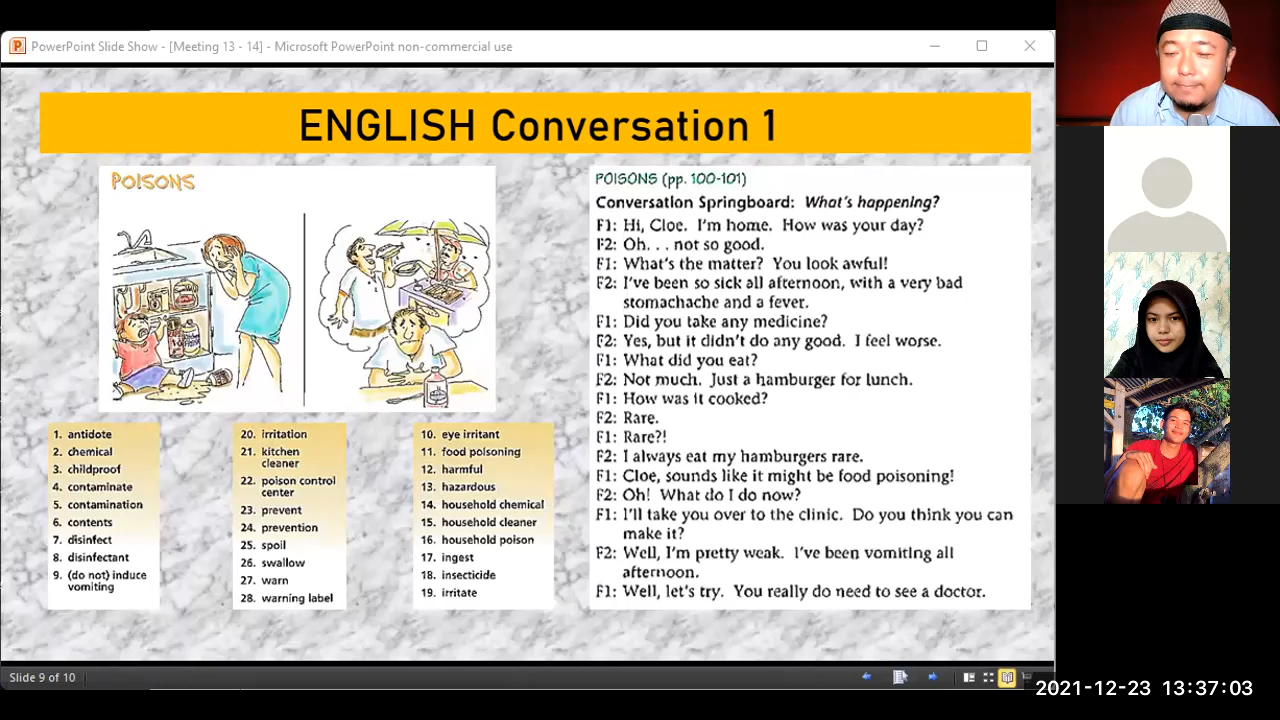 PowerPoint Slide Show - [Meeting 13 - 14] - Microsoft PowerPoint non-commercial use
ENGLISH Conversation 1
POISONS
1. antidote
2. chemical
3. childproof
4. contaminate
5. contamination
6. contents
7. disinfect
8. disinfectant
9. (do not) induce
vomiting
20. irritation
21. kitchen
cleaner
22. poison control
center
23. prevent
24. prevention
25. spoil
26. swallow
27. warn
28. warning label
10. eye irritant
11. food poisoning
12. harmful
13. hazardous
14. household chemical
15. household cleaner
16. household poison
17. ingest
18. insecticide
19. irritate
POISONS (pp. 100-101)
Conversation Springboard: What's happening?
F1: Hi, Cloe. I'm home. How was your day?
F2: Oh. . . not so good.
F1: What's the matter? You look awful!
F2: I've been so sick all afternoon, with a very bad
stomachache and a fever.
F1: Did you take any medicine?
F2: Yes, but it didn't do any good. I feel worse.
F1: What did you eat?
F2: Not much. Just a hamburger for lunch.
F1: How was it cooked?
F2: Rare.
F1: Rare?!
F2: I always eat my hamburgers rare.
F1: Cloe, sounds like it might be food poisoning!
F2: Oh! What do I do now?
F1: I'll take you over to the clinic. Do you think you can
make it?
F2: Well, I'm pretty weak. I've been vomiting all
afternoon.
F1: Well, let's try. You really do need to see a doctor.
Slide 9 of 10
2021-12-23 13:37:03